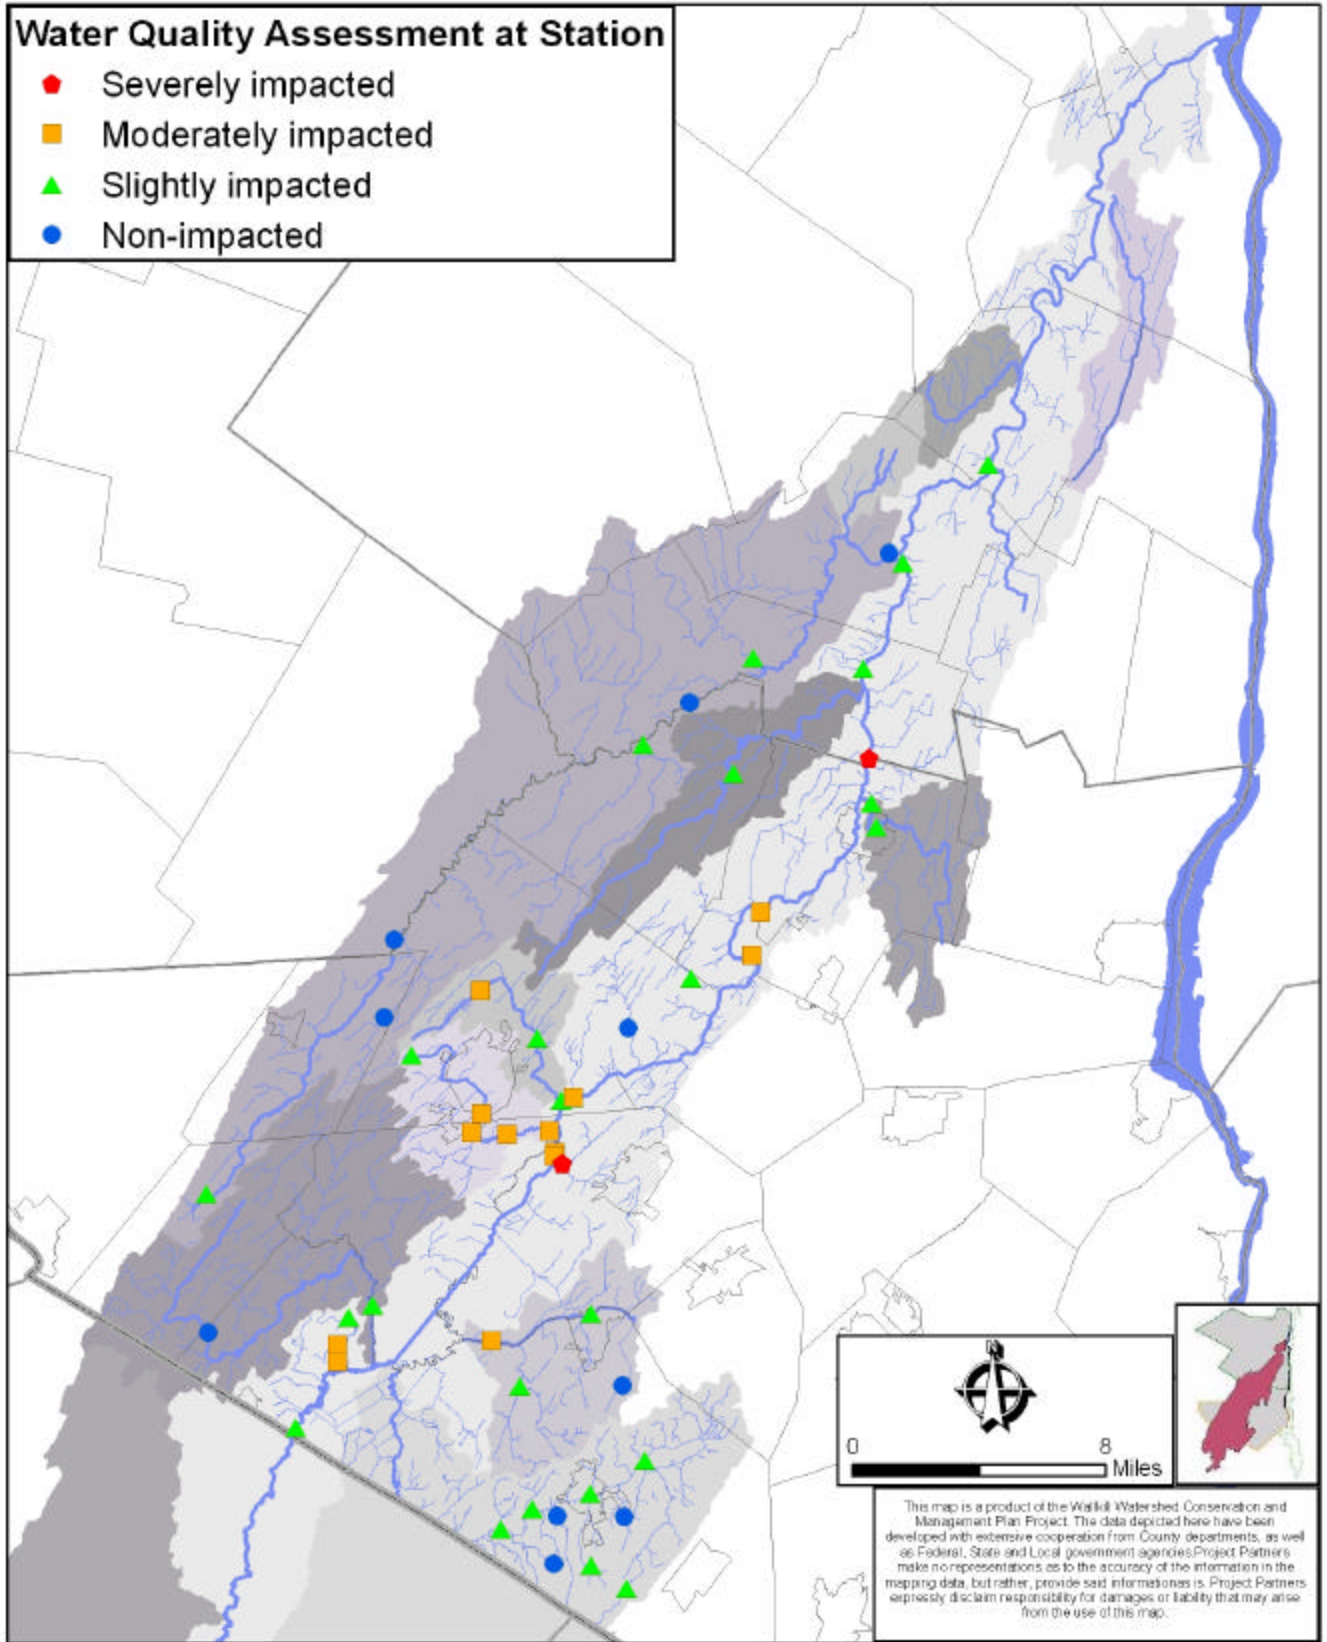 Water Quality Assessment at Station
Severely impacted
Moderately impacted
Slightly impacted
Non-impacted
N
0 8
Miles
This map is a product of the Wallkill Watershed Conservation and
Management Plan Project. The data depicted here have been
developed with extensive cooperation from County departments, as well
as Federal, State and Local government agencies.Project Partners
make no representations as to the accuracy of the information in the
mapping data, but rather, provide said informationas is. Project Partners
expressly disclaim responsibility for damages or liability that may arise
from the use of this map.